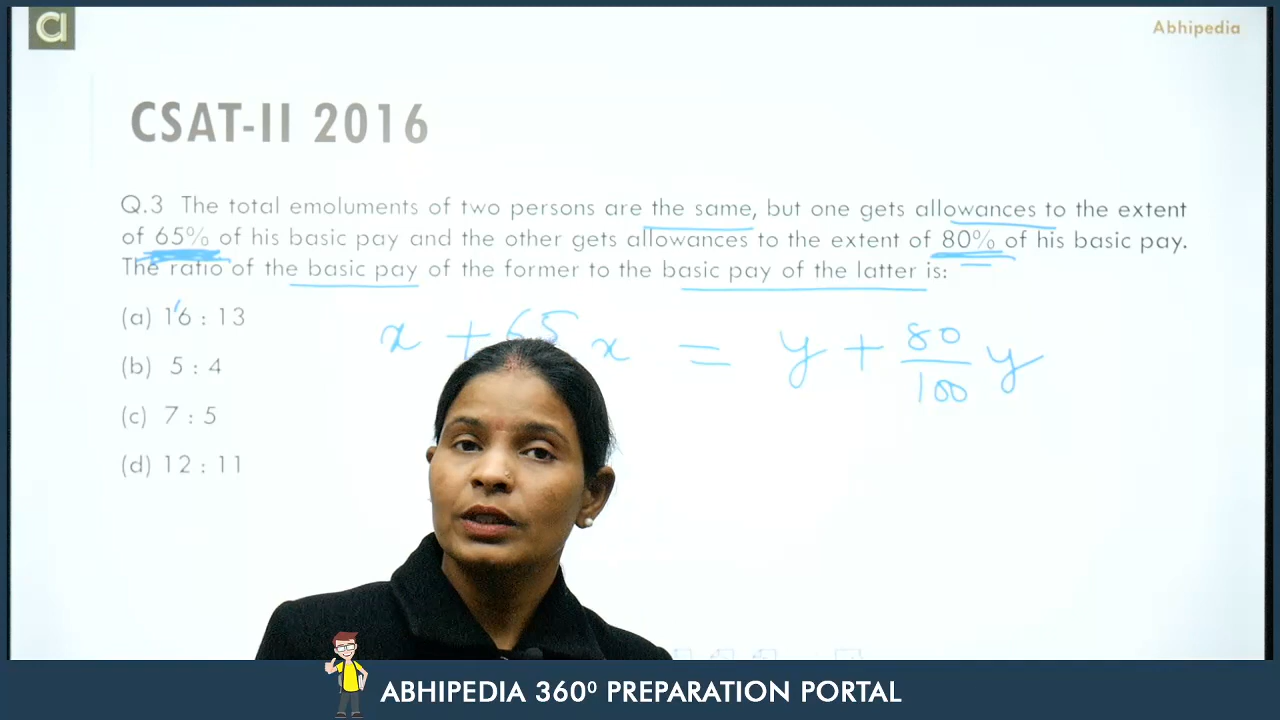 a
Abhipedia
CSAT-II 2016
Q.3 The total emoluments of two persons are the same, but one gets allowances to the extent
of 65% of his basic pay and the other gets allowances to the extent of 80% of his basic pay.
The ratio of the basic pay of the former to the basic pay of the latter is:
(a) 16 : 13
(b) 5 : 4
(c) 7 : 5
(d) 12 : 11
x + 65 x = y + 80/100 y
ABHIPEDIA 360⁰ PREPARATION PORTAL